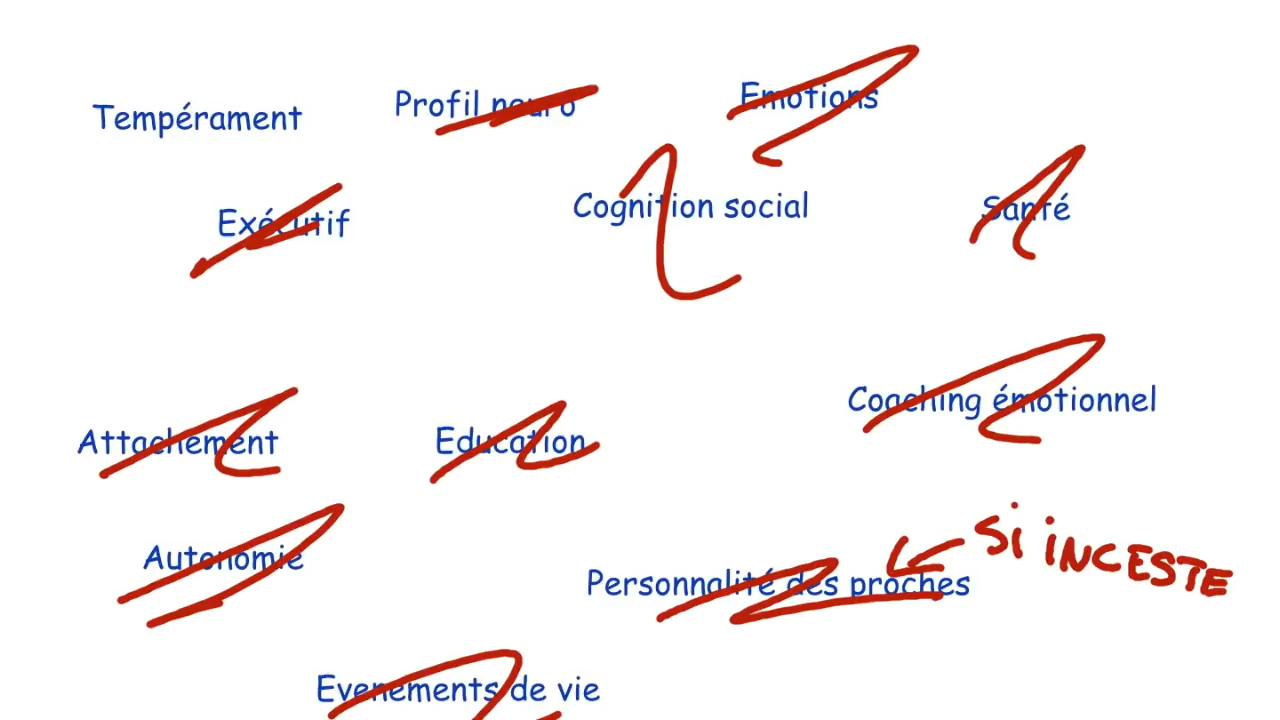 Tempérament
Profil neuro
Emotions
Exécutif
Cognition social
Santé
Attachement
Education
Coaching émotionnel
Autonomie
Personnalité des proches
Si iNCESTE
Evenements de vie